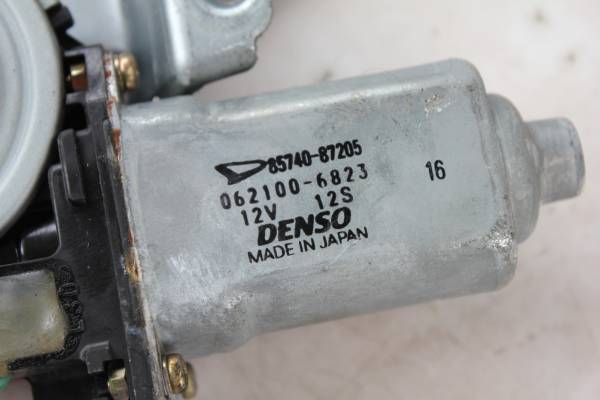 85740-87205
062100-6823
12V 12S
DENSO
MADE IN JAPAN
16